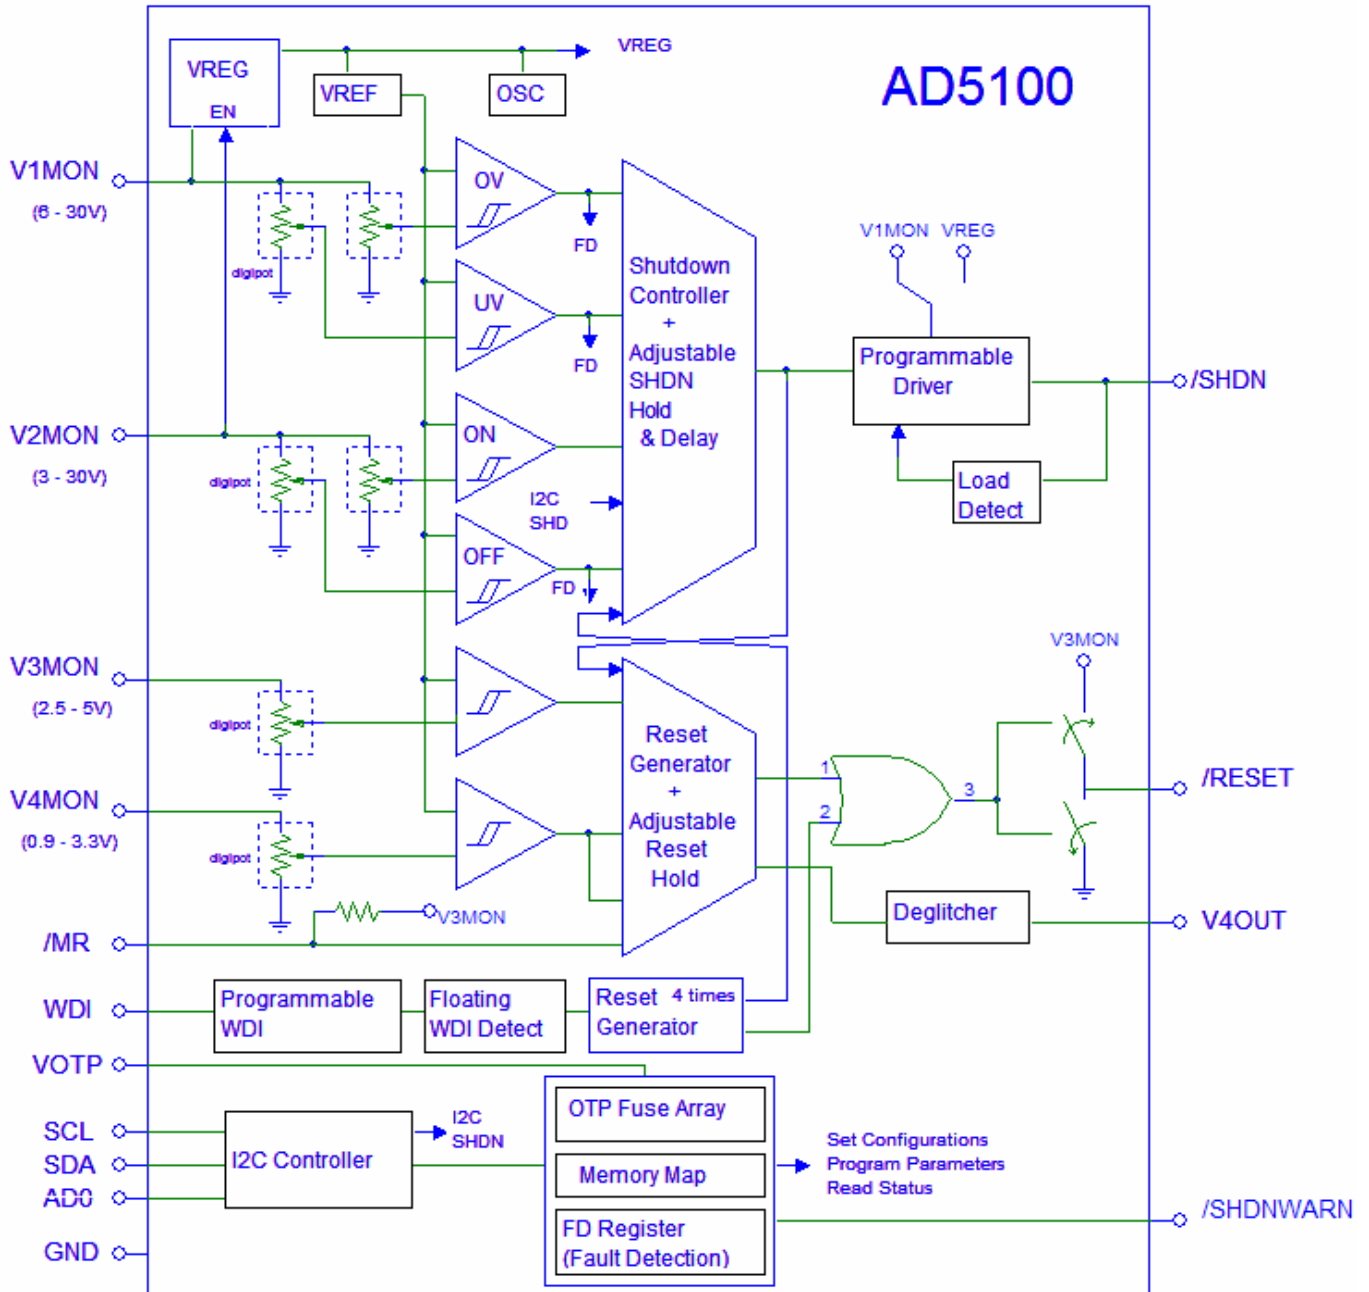 VREG
VREG
EN
VREF
OSC
AD5100
V1MON
(6 - 30V)
digipot
OV
FD
UV
FD
Shutdown
Controller
+
Adjustable
SHDN
Hold
& Delay
V1MON VREG
Programmable
Driver
/SHDN
Load
Detect
V2MON
(3 - 30V)
digipot
digipot
ON
I2C
SHD
OFF
FD
V3MON
(2.5 - 5V)
digipot
V4MON
(0.9 - 3.3V)
digipot
Reset
Generator
+
Adjustable
Reset
Hold
V3MON
1
2
3
/RESET
V3MON
/MR
Deglitcher
V4OUT
WDI
Programmable
WDI
Floating
WDI Detect
Reset 4 times
Generator
VOTP
SCL
SDA
AD0
GND
I2C Controller
I2C
SHDN
OTP Fuse Array
Memory Map
FD Register
(Fault Detection)
Set Configurations
Program Parameters
Read Status
/SHDNWARN